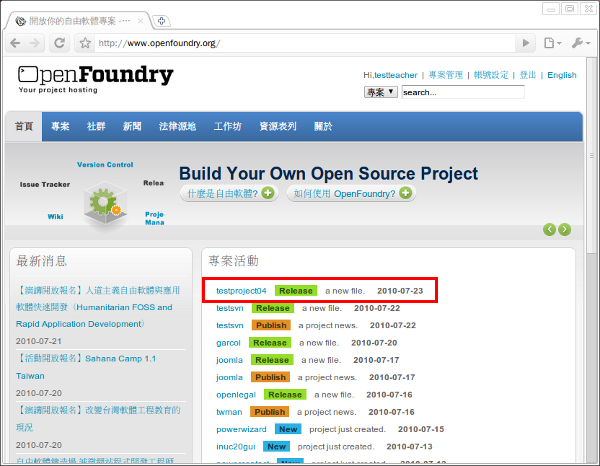 開放你的自由軟體專案 - ...
http://www.openfoundry.org/
OpenFoundry
Your project hosting
Hi,testteacher | 專案管理 | 帳號設定 | 登出 | English
專案 search...
首頁 專案 社群 新聞 法律源地 工作坊 資源表列 關於
Version Control
Issue Tracker
Relea
Wiki
Proje
Mana
Build Your Own Open Source Project
什麼是自由軟體?
如何使用 OpenFoundry?
最新消息
【演講開放報名】人道主義自由軟體與應用
軟體快速開發（Humanitarian FOSS and
Rapid Application Development）
2010-07-21
【活動開放報名】Sahana Camp 1.1
Taiwan
2010-07-20
【演講開放報名】改變台灣軟體工程教育的
現況
2010-07-20
專案活動
testproject04 Release a new file. 2010-07-23
testsvn Release a new file. 2010-07-22
testsvn Publish a project news. 2010-07-22
garcol Release a new file. 2010-07-20
joomla Release a new file. 2010-07-17
joomla Publish a project news. 2010-07-17
openlegal Release a new file. 2010-07-16
twman Publish a project news. 2010-07-16
powerwizard New project just created. 2010-07-15
inuc20gui New project just created. 2010-07-13